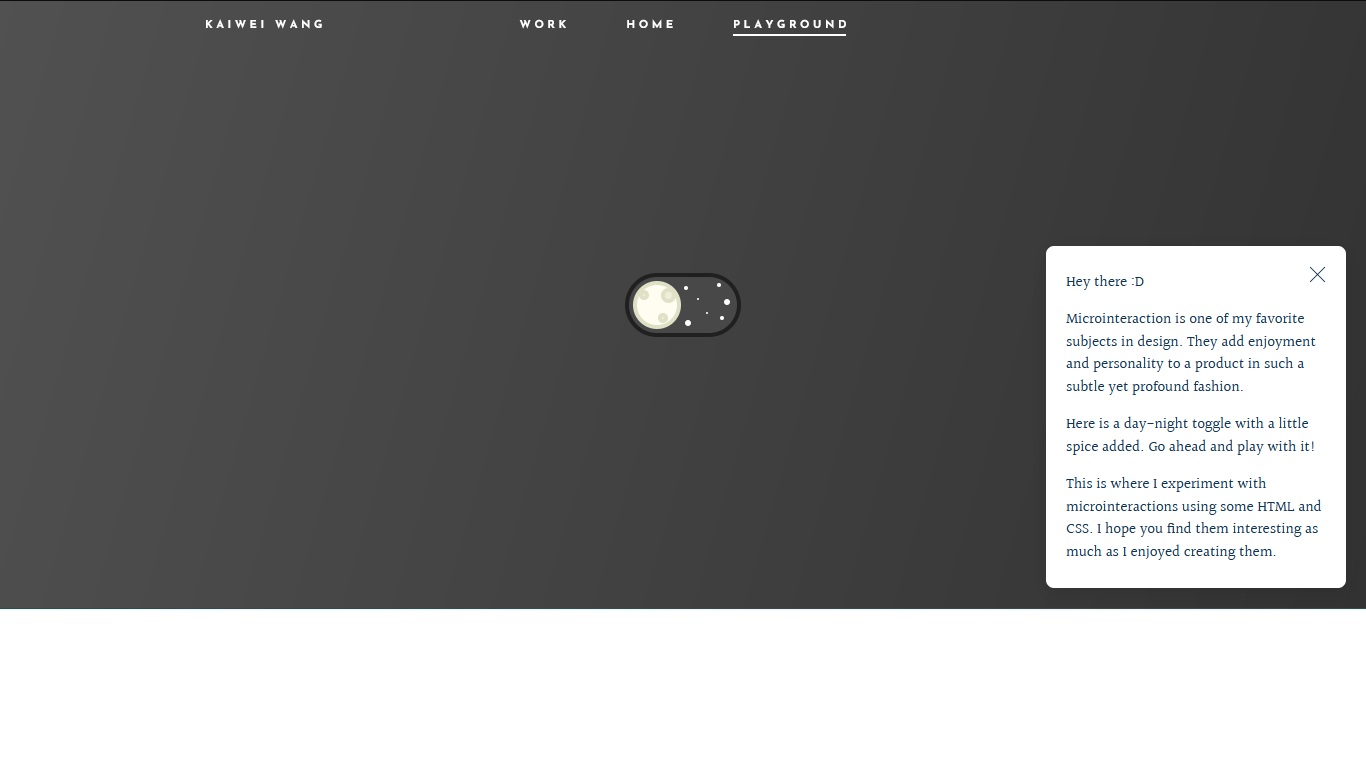 KAIWEI WANG
WORK
HOME
PLAYGROUND
Hey there :D
Microinteraction is one of my favorite
subjects in design. They add enjoyment
and personality to a product in such a
subtle yet profound fashion.
Here is a day-night toggle with a little
spice added. Go ahead and play with it!
This is where I experiment with
microinteractions using some HTML and
CSS. I hope you find them interesting as
much as I enjoyed creating them.